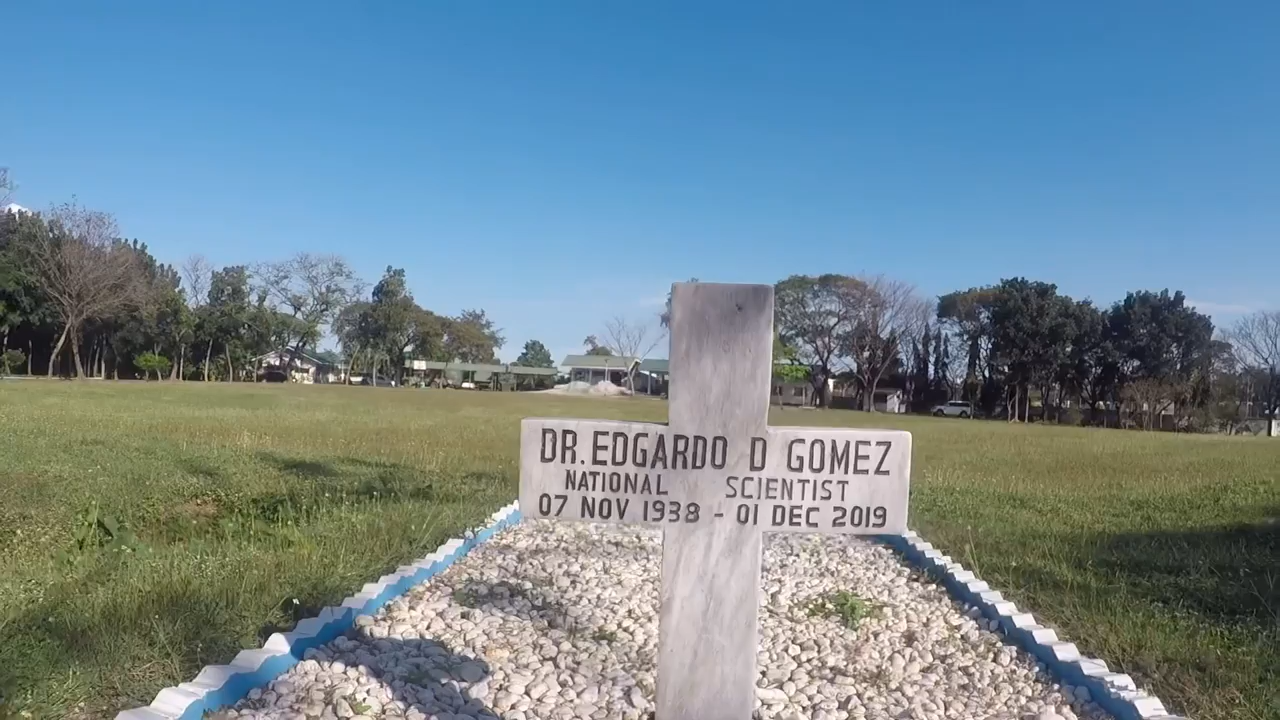 DR. EDGARDO D GOMEZ
NATIONAL SCIENTIST
07 NOV 1938 - 01 DEC 2019